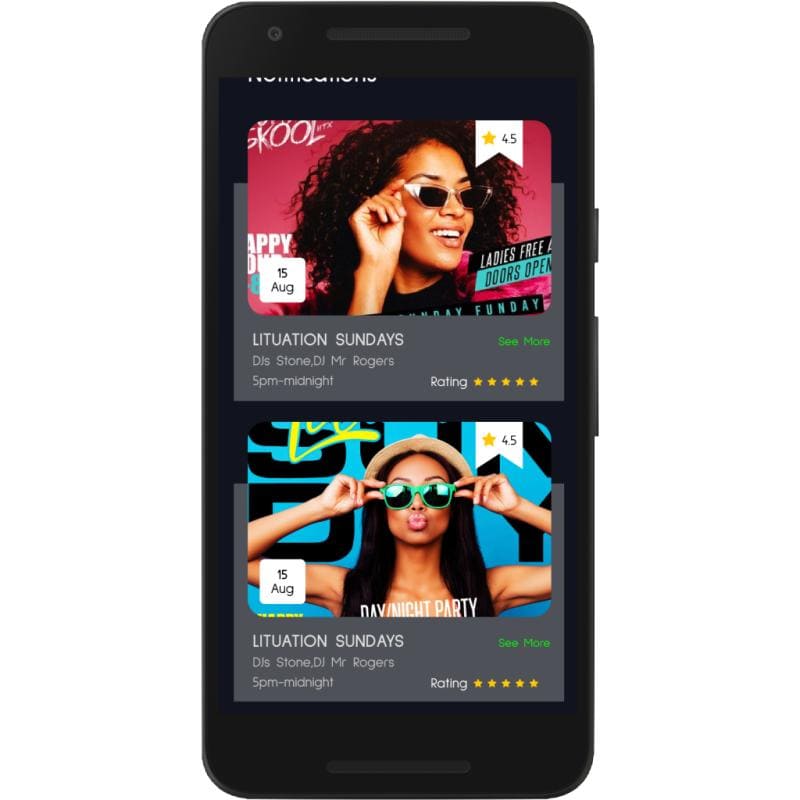 Notifications
SKOOL
HTX
4.5
LADIES FREE
DOORS OPEN
15
Aug
FUNDAY
LITUATION SUNDAYS
See More
DJs Stone,DJ Mr Rogers
5pm-midnight
Rating
4.5
15
Aug
DAY/NIGHT PARTY
LITUATION SUNDAYS
See More
DJs Stone,DJ Mr Rogers
5pm-midnight
Rating